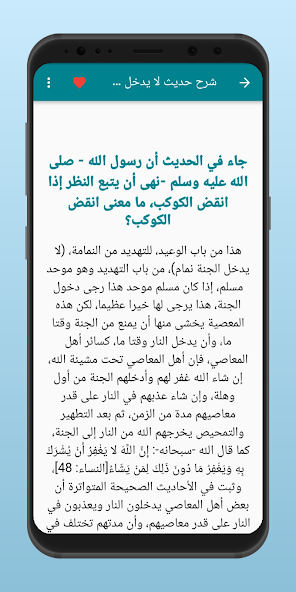 شرح حديث لا يدخل ...
جاء في الحديث أن رسول الله - صلى
الله عليه وسلم -نهى أن يتبع النظر إذا
انقض الكوكب، ما معنى انقض
الكوكب؟
هذا من باب الوعيد، للتهديد من النمامة، (لا
يدخل الجنة نمام)، من باب التهديد وهو موحد
مسلم، إذا كان مسلم موحد هذا رجى دخول
الجنة، هذا يرجى لها خيرا عظيما، لكن هذه
المعصية يخشى منها أن يمنع من الجنة وقتا
ما، وأن يدخل النار وقتا ما، كسائر أهل
المعاصي، فإن أهل المعاصي تحت مشيئة الله،
إن شاء الله غفر لهم وأدخلهم الجنة من أول
وهلة، وإن شاء عذبهم في النار على قدر
معاصيهم مدة من الزمن، ثم بعد التطهير
والتمحيص يخرجهم الله من النار إلى الجنة،
كما قال الله -سبحانه-: إِنَّ اللَّهَ لا يَغْفِرُ أَنْ يُشْرَكَ
بِهِ وَيَغْفِرُ مَا دُونَ ذَلِكَ لِمَنْ يَشَاءُ[النساء: 48]،
وثبت في الأحاديث الصحيحة المتواترة أن
بعض أهل المعاصي يدخلون النار ويعذبون في
النار على قدر معاصيهم، وأن مدتهم تختلف في